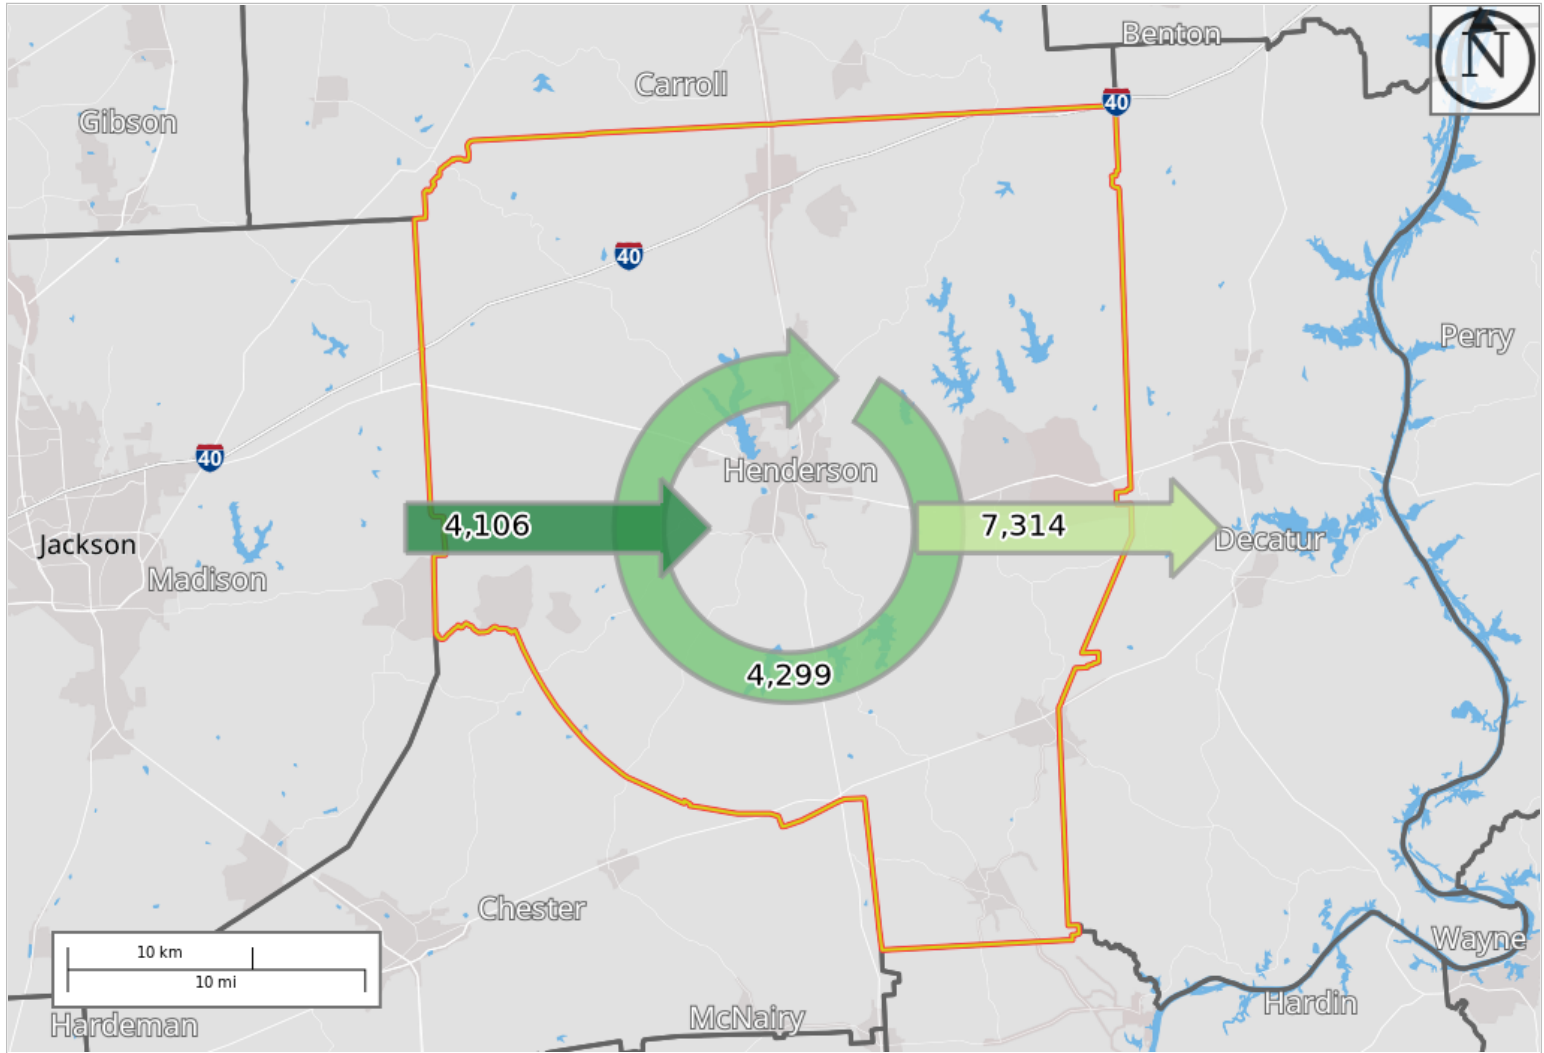 Benton
N
Carroll
40
Gibson
40
Perry
40
Henderson
4,106
7,314
Jackson
Decatur
Madison
4,299
Chester
10 km
10 mi
Wayne
Hardeman
McNairy
Hardin